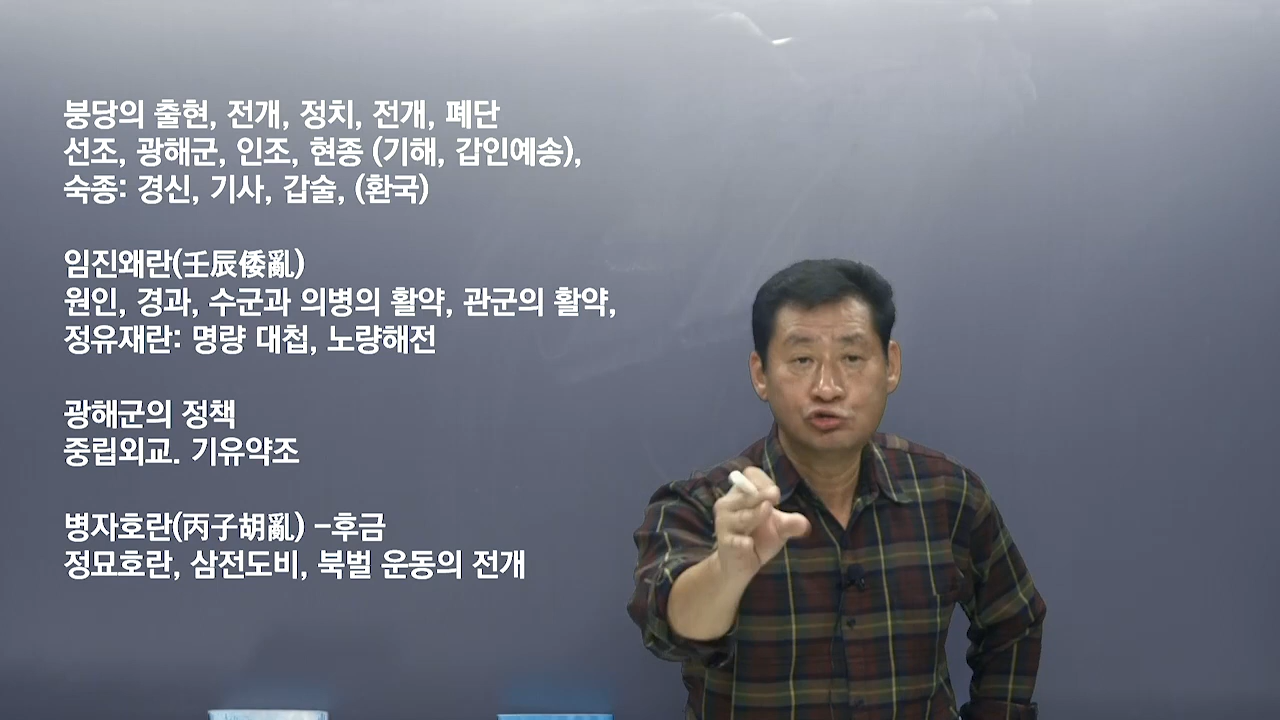 붕당의 출현, 전개, 정치, 전개, 폐단
선조, 광해군, 인조, 현종 (기해, 갑인예송),
숙종: 경신, 기사, 갑술, (환국)
임진왜란(壬辰倭亂)
원인, 경과, 수군과 의병의 활약, 관군의 활약,
정유재란: 명량 대첩, 노량해전
광해군의 정책
중립외교. 기유약조
병자호란(丙子胡亂) -후금
정묘호란, 삼전도비, 북벌 운동의 전개